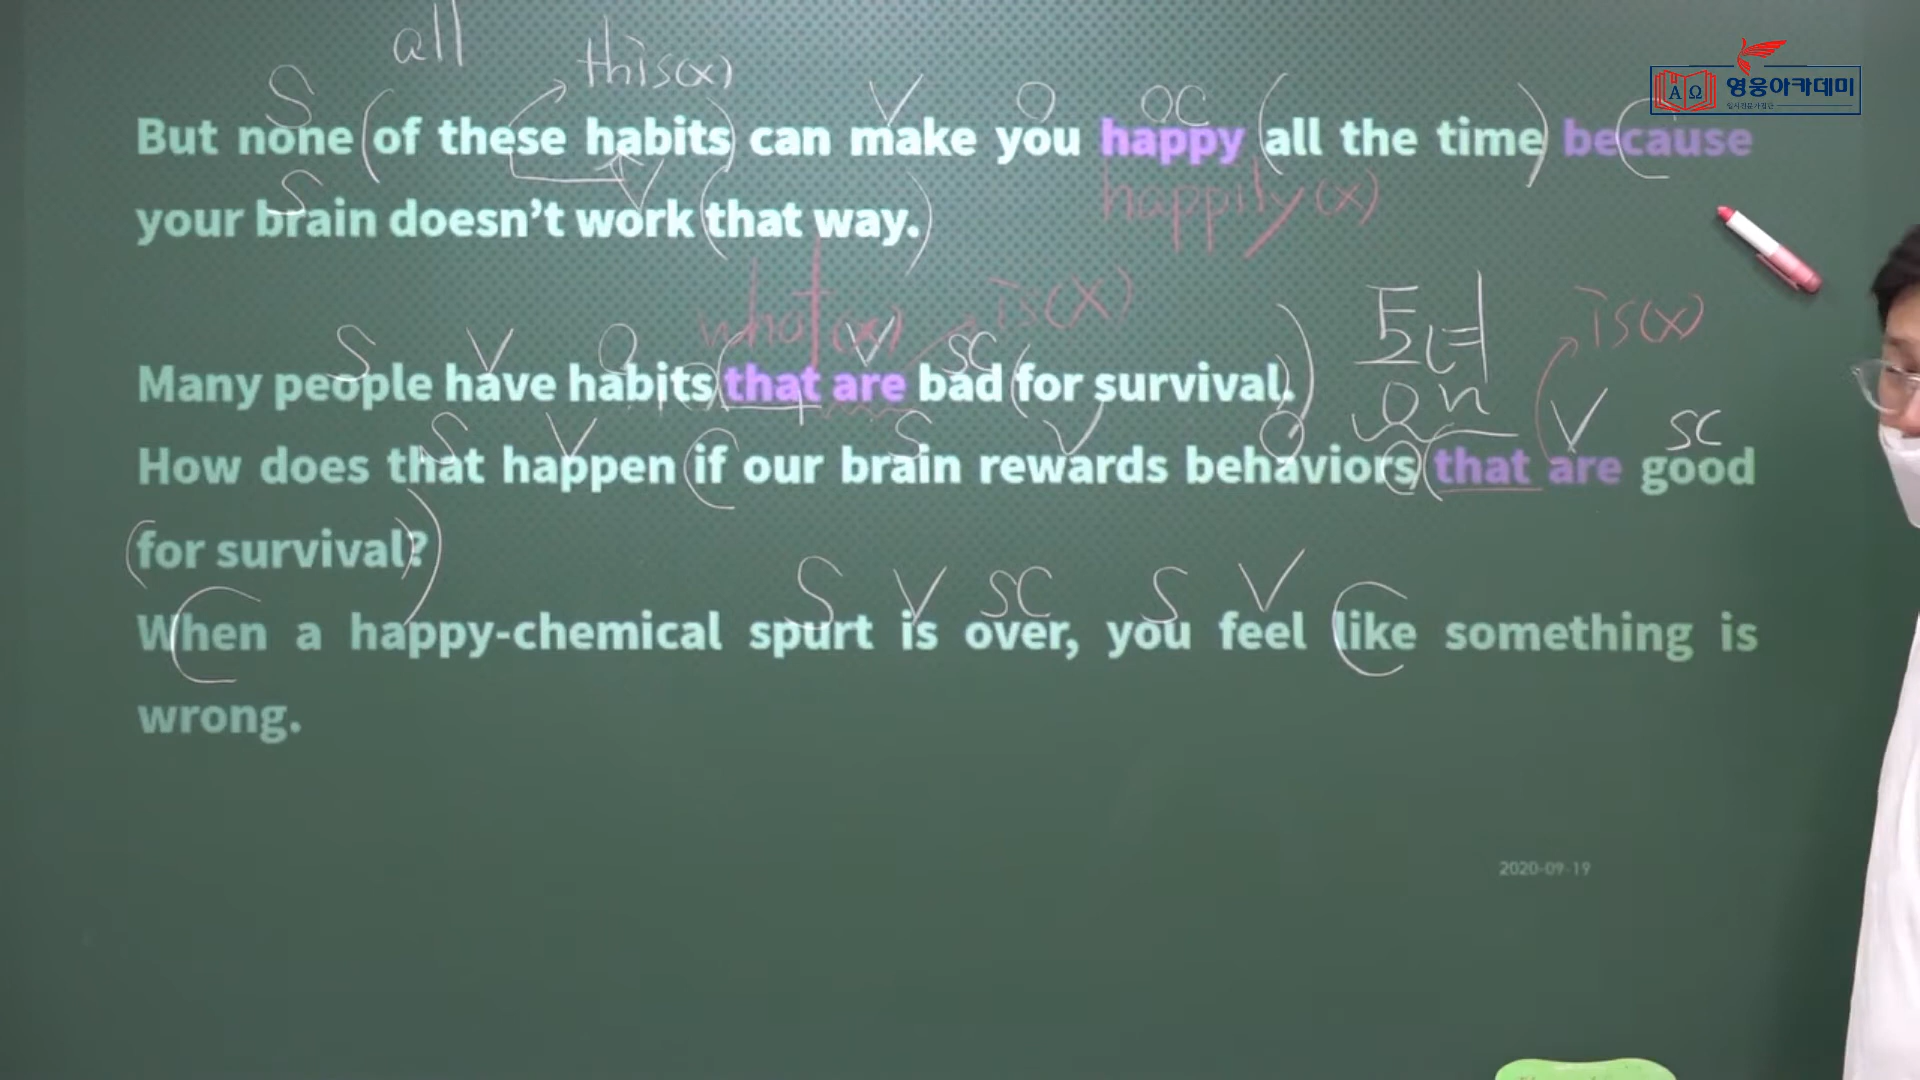 all
this(x)
S V O OC
영웅아카데미
A Ω
But none of these habits can make you happy all the time because
S V happily(x)
your brain doesn't work that way.
what(x) is(x) is(x)
S V O V SC
Many people have habits that are bad for survival.
S V S V O V SC
How does that happen if our brain rewards behaviors that are good
for survival?
S V SC S V
When a happy-chemical spurt is over, you feel like something is
wrong.
2020-09-19